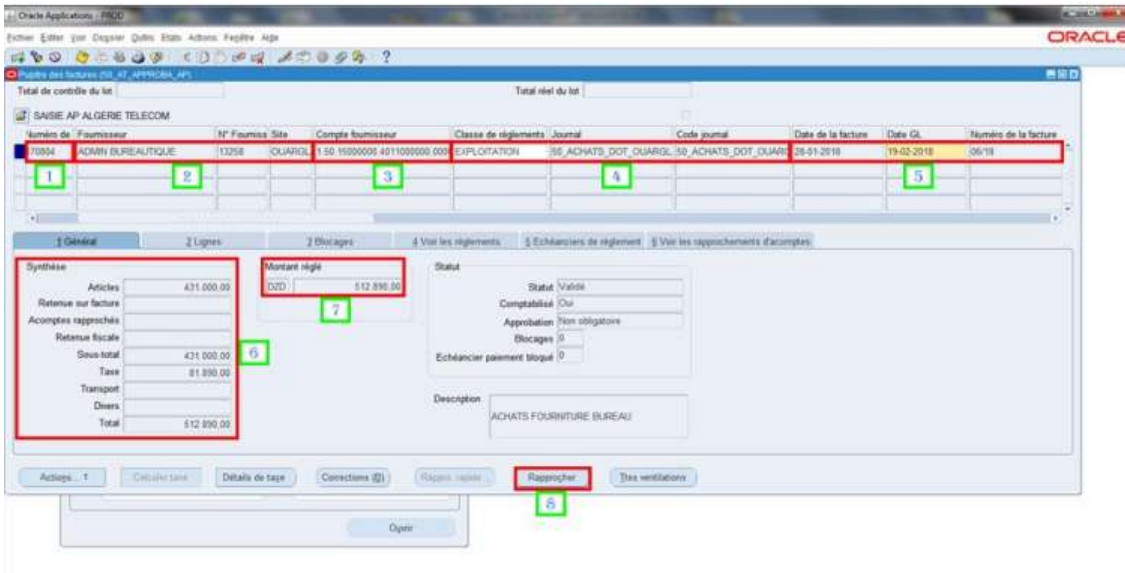 Oracle Applications - PROD
Fichier Editer Voir Dossier Outils Etats Actions Fenêtre Aide
ORACLE
Pupitre des factures (50_AT_APPROBA_AP)
Total de contrôle du lot
Total réel du lot
SAISIE AP ALGERIE TELECOM
Numéro de Fournisseur N° Fourniss Site Compte fournisseur Classe de règlements Journal Code journal Date de la facture Date GL Numéro de la facture
70804 ADMIN BUREAUTIQUE 13258 OUARGL 1.50.15000000.4011000000.000 EXPLOITATION 50_ACHATS_DOT_OUARGL 50_ACHATS_DOT_OUARG 28-01-2018 19-02-2018 06/18
1 2 3 4 5
1 Général 2 Lignes 3 Blocages 4 Voir les règlements 5 Echéanciers de règlement 6 Voir les rapprochements d'acomptes
Synthèse
Articles 431.000,00
Retenue sur facture
Acomptes rapprochés
Retenue fiscale
Sous-total 431.000,00
Taxe 81.890,00
Transport
Divers
Total 512.890,00
6
Montant réglé
DZD 512.890,00
7
Statut
Statut Validé
Comptabilisé Oui
Approbation Non obligatoire
Blocages 0
Echéancier paiement bloqué 0
Description ACHATS FOURNITURE BUREAU
Actions... 1 Calculer taxe Détails de taxe Corrections (Q) Rappro. rapide... Rapprocher Ttes ventilations
8
Ouvrir